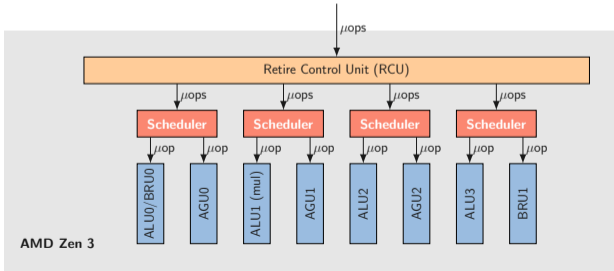 μops
Retire Control Unit (RCU)
μops μops μops μops
Scheduler Scheduler Scheduler Scheduler
μop μop μop μop μop μop μop μop
ALU0/BRU0
AGU0
ALU1 (mul)
AGU1
ALU2
AGU2
ALU3
BRU1
AMD Zen 3